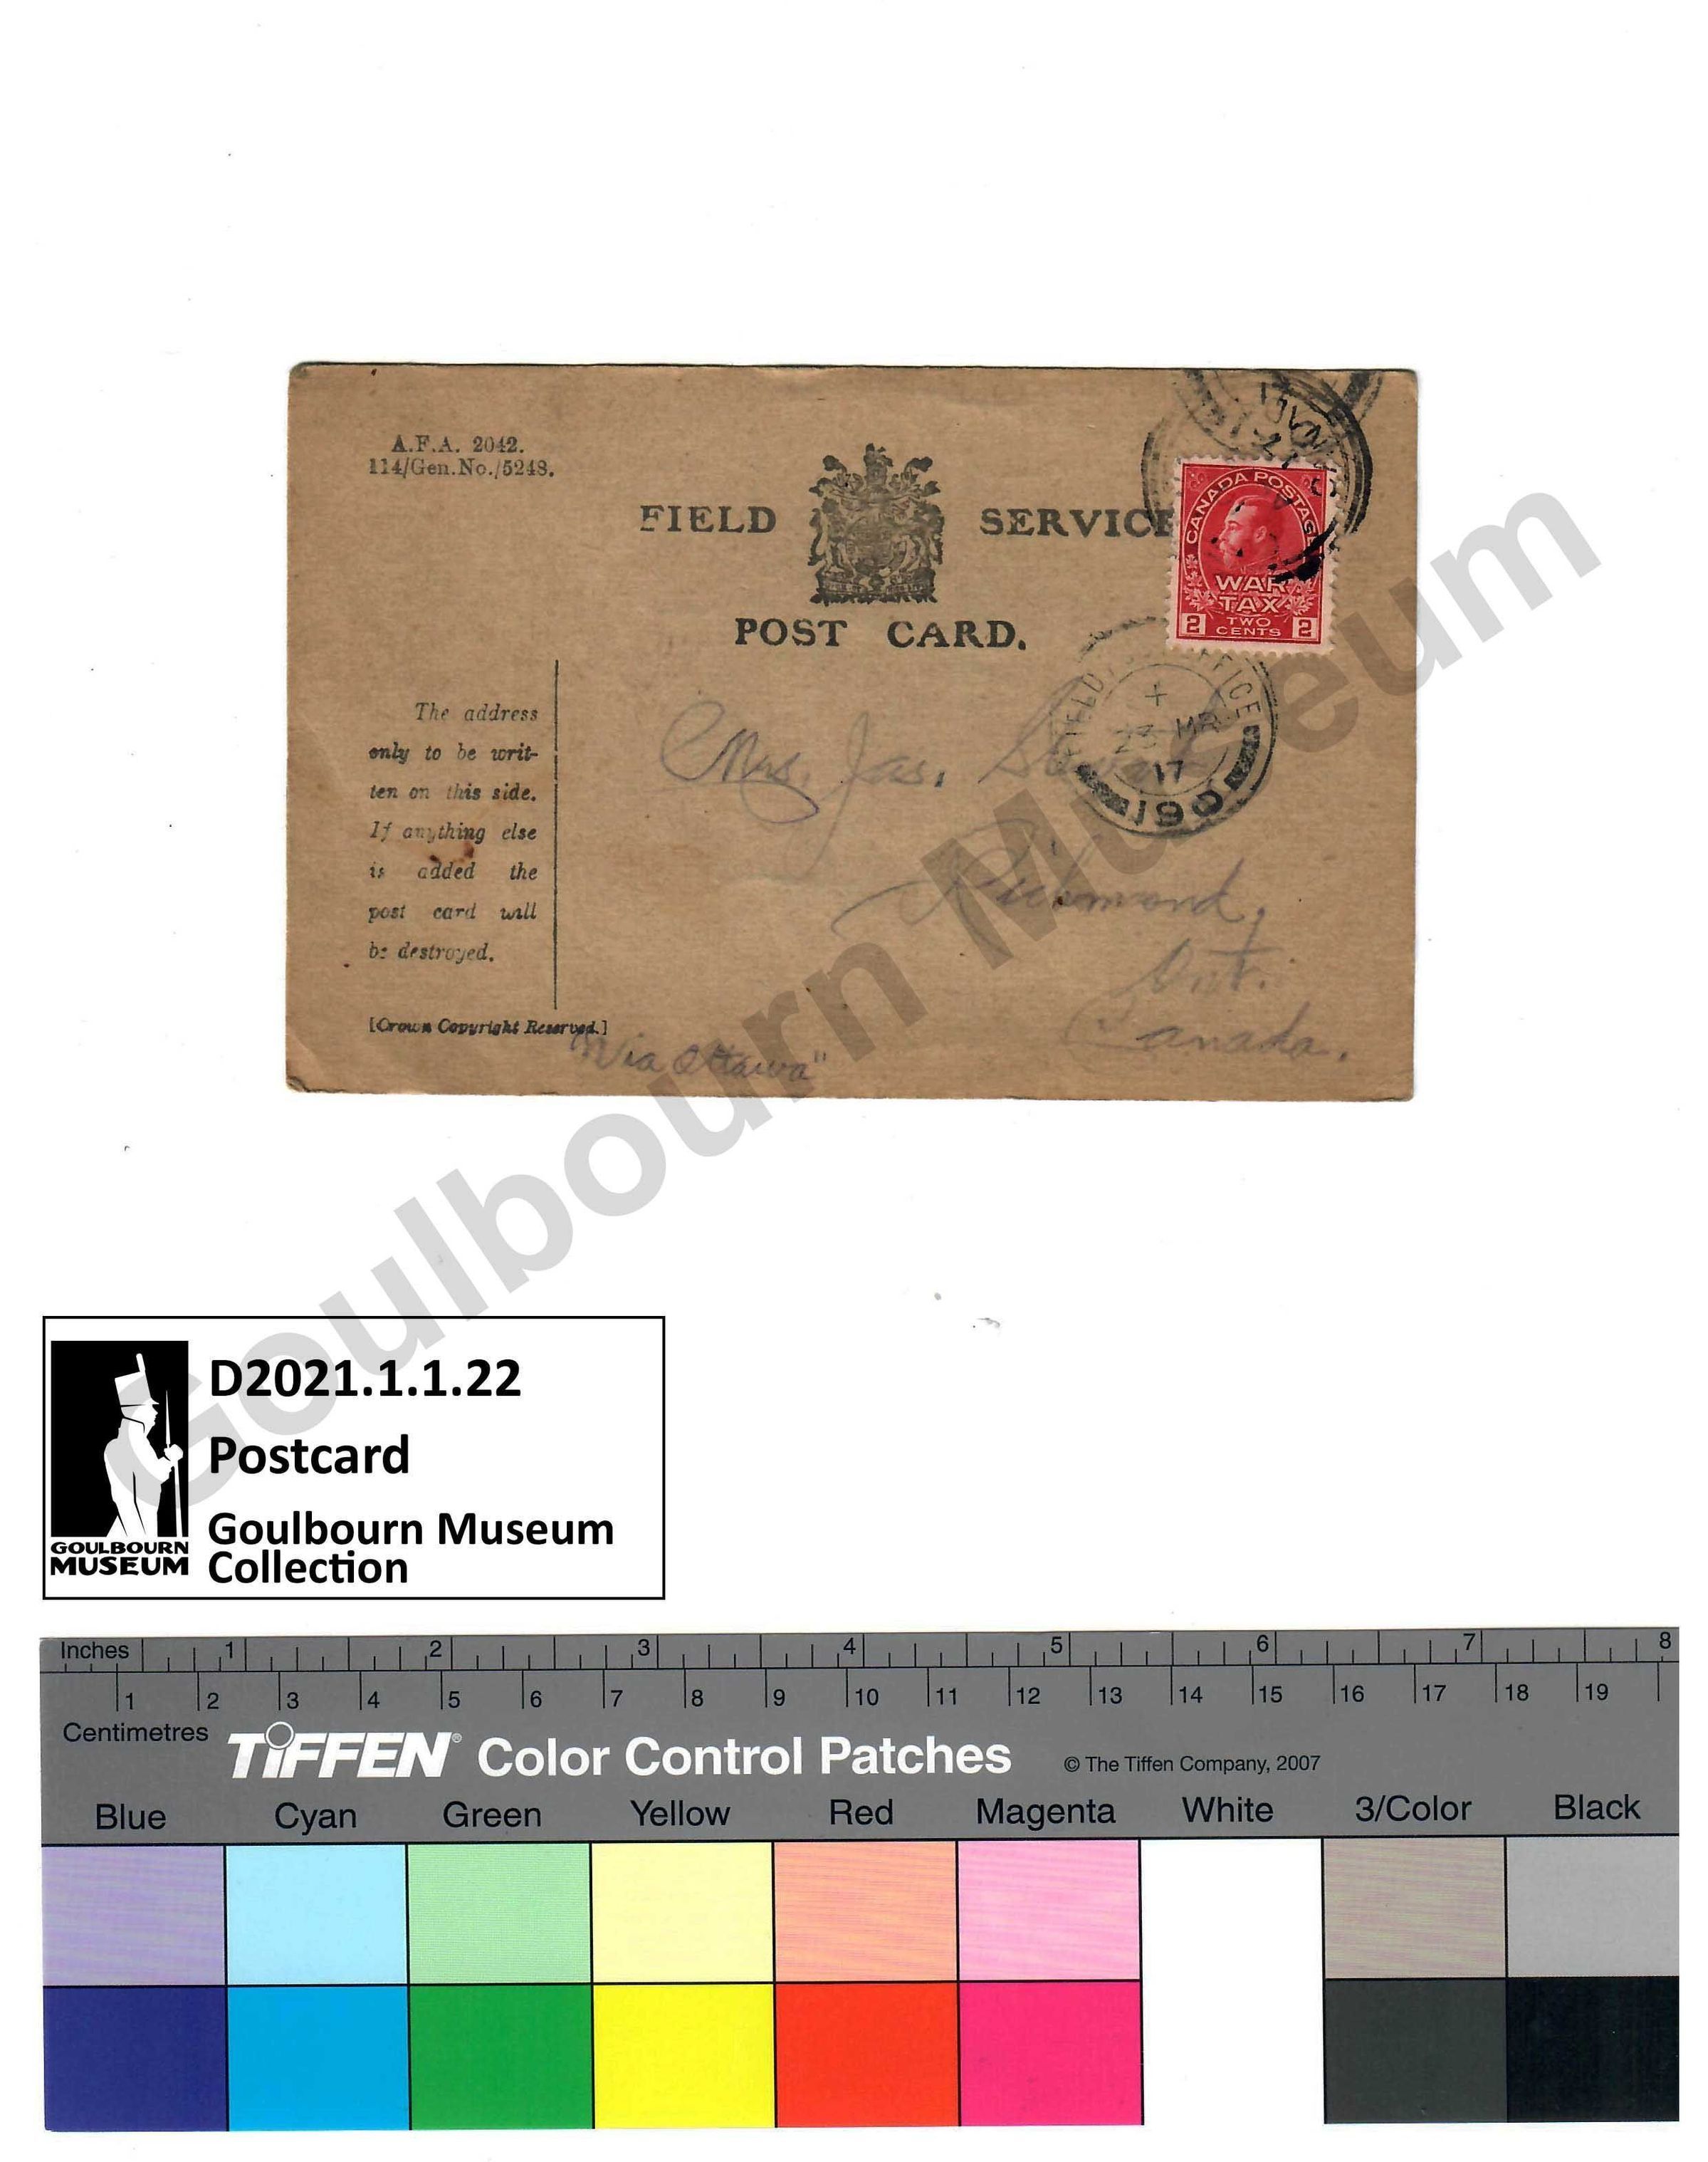 A.F.A. 2042.
114/Gen.No./5248.
FIELD SERVICE
POST CARD.
CANADA POSTAGE
WAR
TAX
2 TWO CENTS 2
FIELD OFFICE
+
23 MR
17
190
The address
only to be writ-
ten on this side.
If anything else
is added the
post card will
be destroyed.
[Crown Copyright Reserved.]
Mrs. Jas.
Richmond,
Ont.
Canada.
"Via Ottawa"
Goulbourn Museum
D2021.1.1.22
Postcard
Goulbourn Museum
Collection
GOULBOURN
MUSEUM
Inches 1 2 3 4 5 6 7 8
1 2 3 4 5 6 7 8 9 10 11 12 13 14 15 16 17 18 19
Centimetres
TIFFEN® Color Control Patches © The Tiffen Company, 2007
Blue Cyan Green Yellow Red Magenta White 3/Color Black